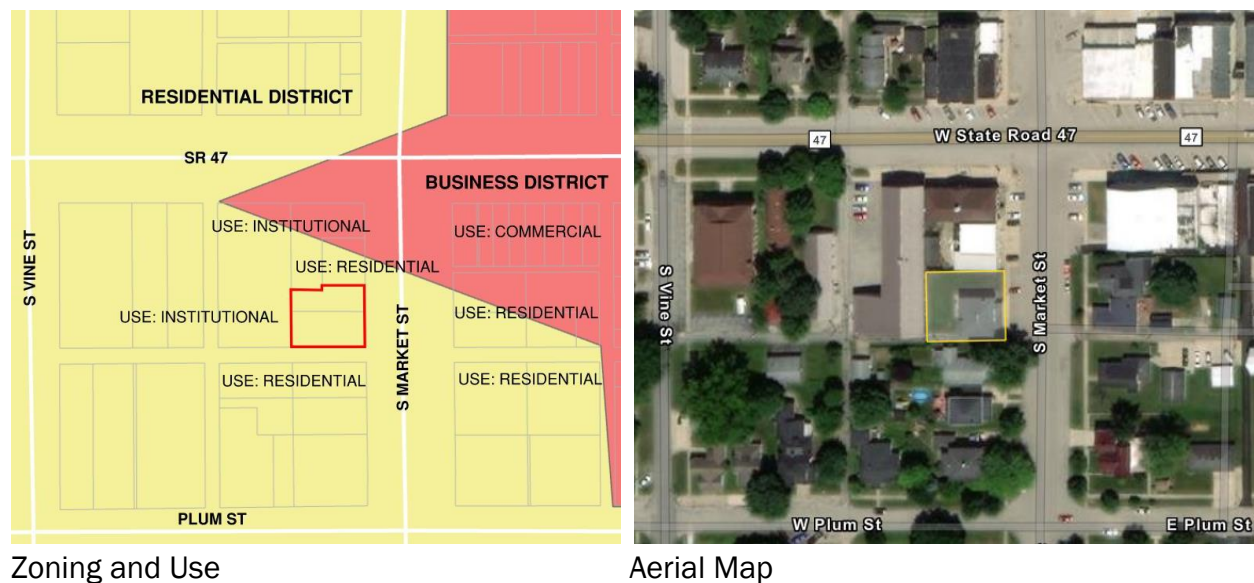 RESIDENTIAL DISTRICT
SR 47
BUSINESS DISTRICT
USE: INSTITUTIONAL
USE: COMMERCIAL
S VINE ST
USE: RESIDENTIAL
USE: INSTITUTIONAL
S MARKET ST
USE: RESIDENTIAL
USE: RESIDENTIAL
USE: RESIDENTIAL
PLUM ST
Zoning and Use
W State Road 47
47
47
S Vine St
S Market St
W Plum St
E Plum St
Aerial Map